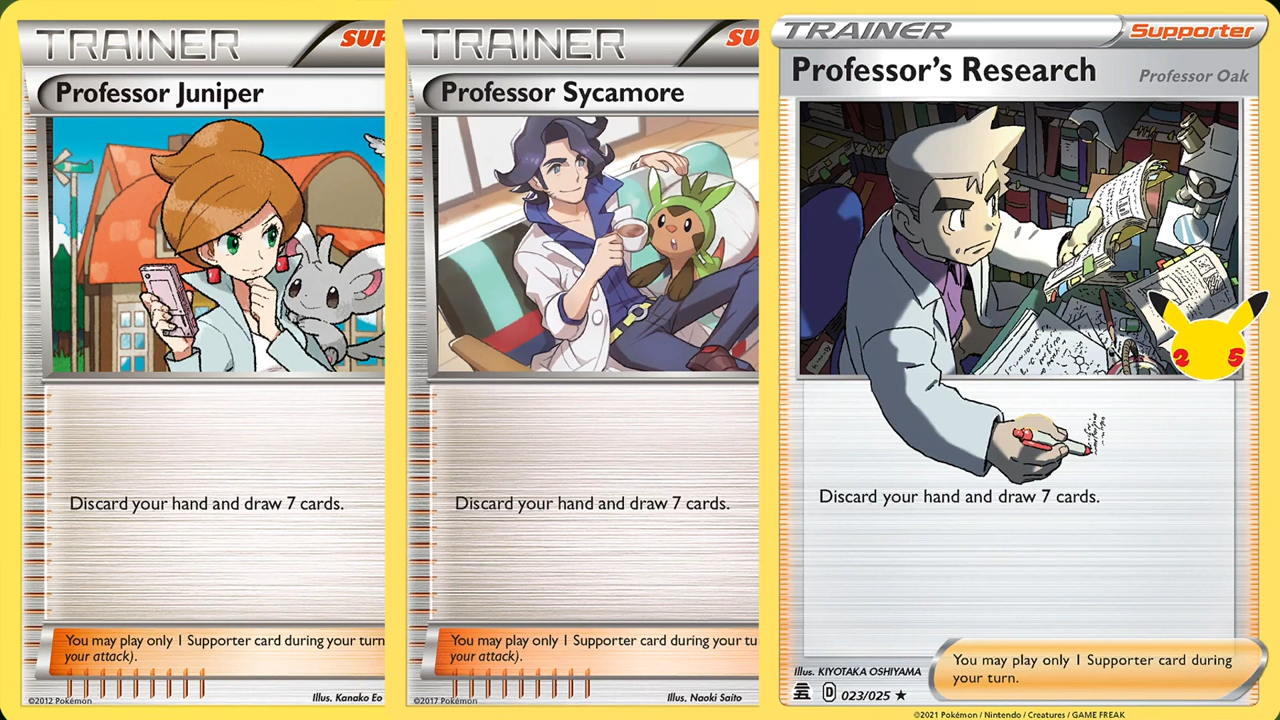 TRAINER
SUP
Professor Juniper
Discard your hand and draw 7 cards.
You may play only 1 Supporter card during your turn
your attack).
©2012 Pokémon
Illus. Kanako Eo
TRAINER
SU
Professor Sycamore
Discard your hand and draw 7 cards.
You may play only 1 Supporter card during your tu
your attack).
©2017 Pokémon
Illus. Naoki Saito
TRAINER
Supporter
Professor's Research
Professor Oak
25
Discard your hand and draw 7 cards.
Illus. KIYOTAKA OSHIYAMA
D 023/025 ★
You may play only 1 Supporter card during
your turn.
©2021 Pokémon / Nintendo / Creatures / GAME FREAK